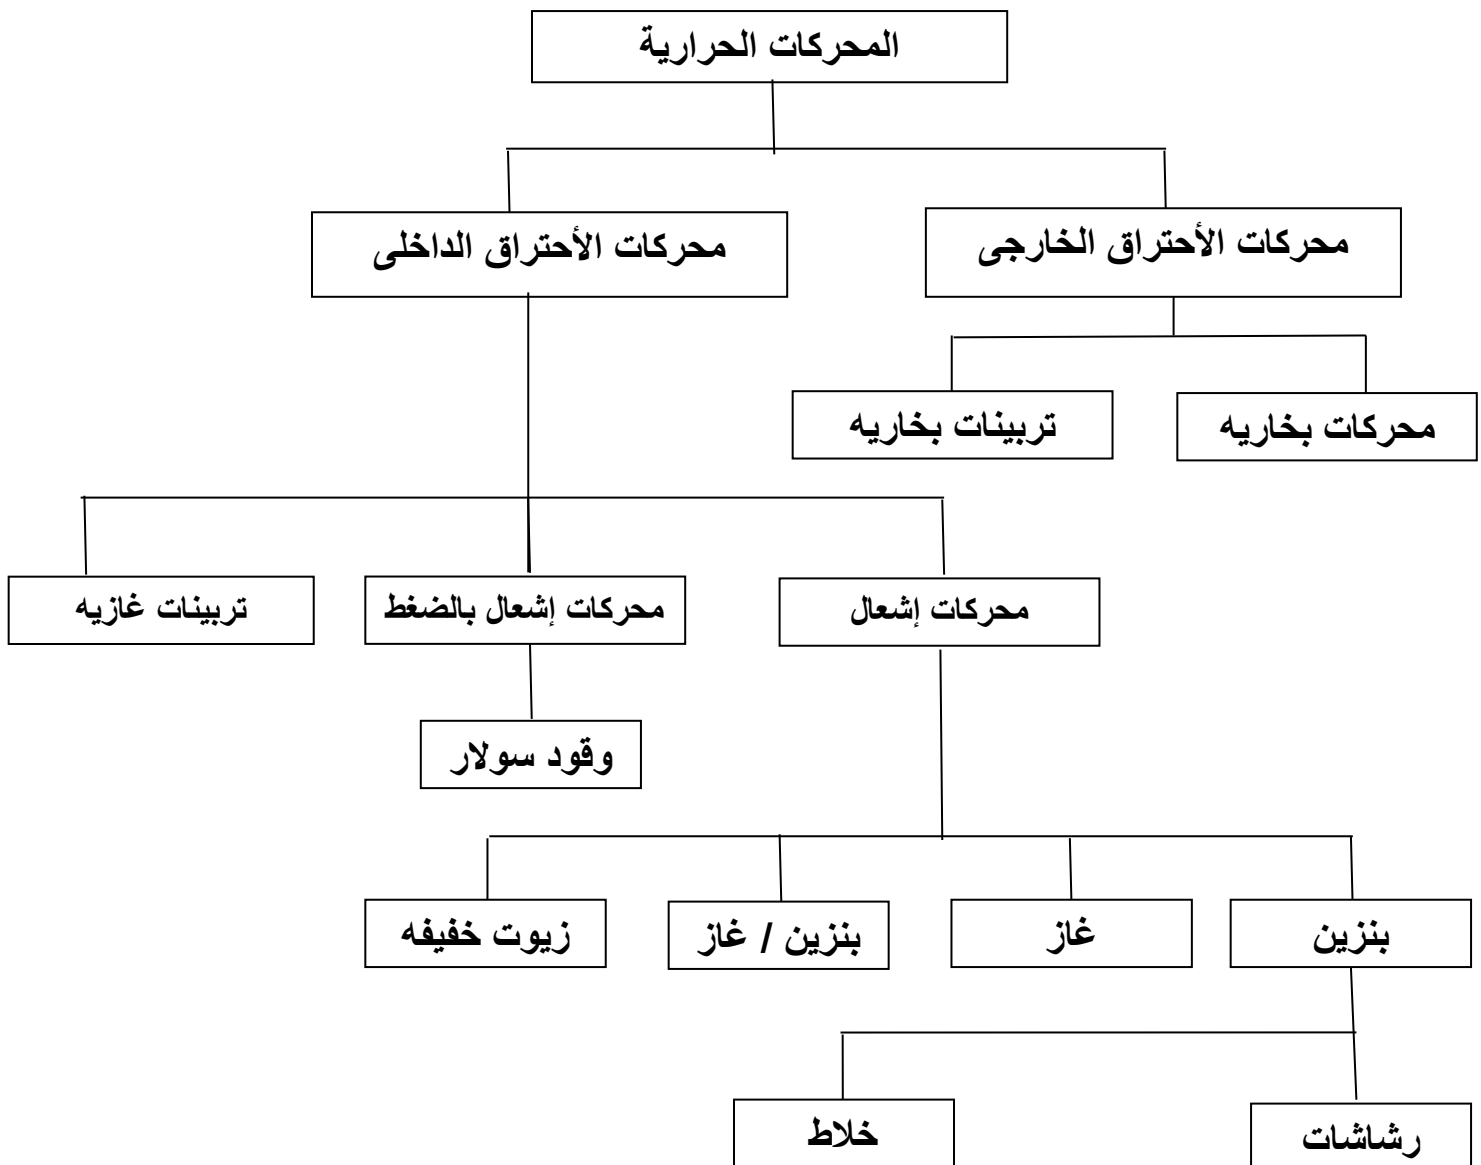 المحركات الحرارية
محركات الأحتراق الخارجى
محركات الأحتراق الداخلى
محركات بخاريه
تربينات بخاريه
محركات إشعال
محركات إشعال بالضغط
تربينات غازيه
وقود سولار
بنزين
غاز
بنزين / غاز
زيوت خفيفه
رشاشات
خلاط